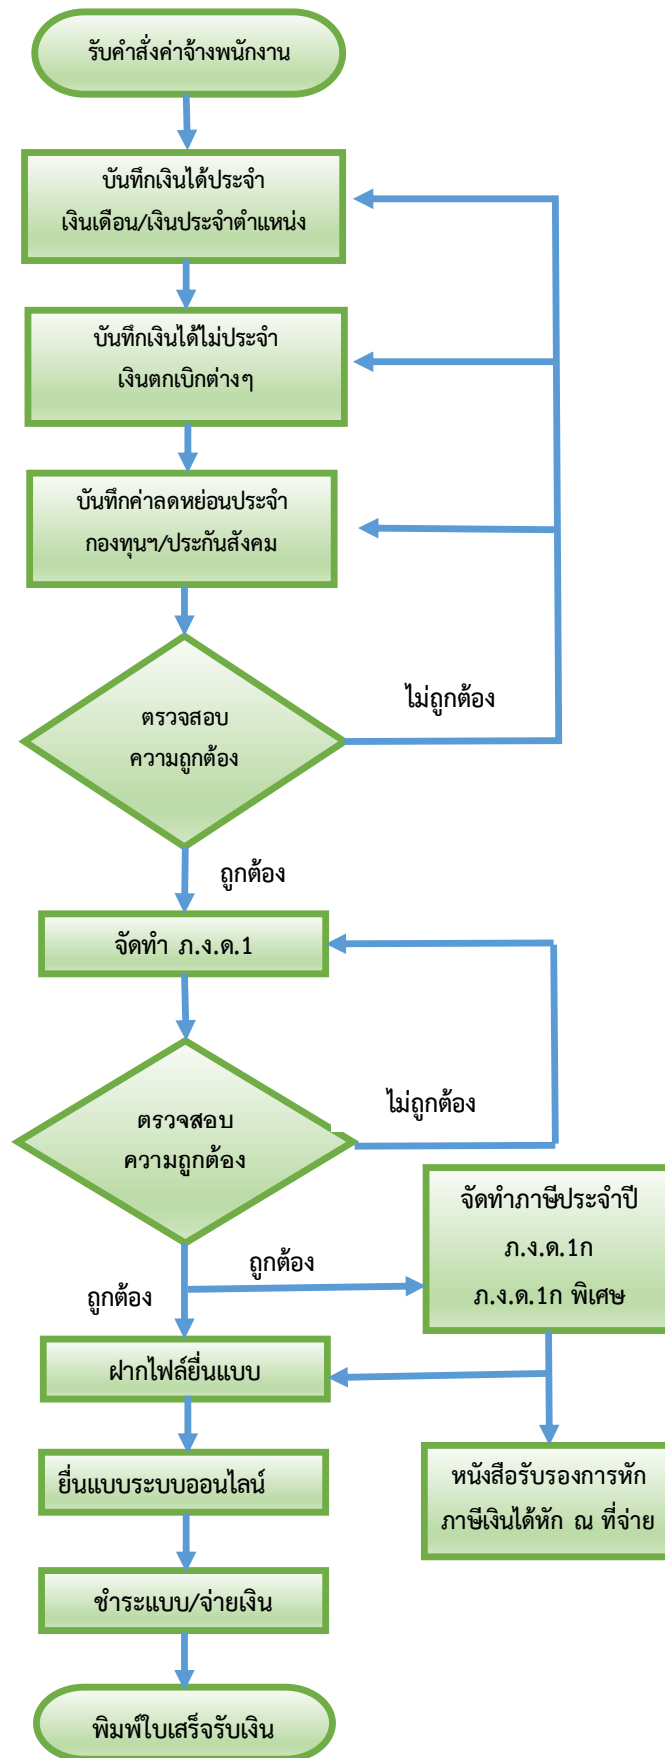 รับคำสั่งค่าจ้างพนักงาน
บันทึกเงินได้ประจำ
เงินเดือน/เงินประจำตำแหน่ง
บันทึกเงินได้ไม่ประจำ
เงินตกเบิกต่างๆ
บันทึกค่าลดหย่อนประจำ
กองทุนฯ/ประกันสังคม
ไม่ถูกต้อง
ตรวจสอบ
ความถูกต้อง
ถูกต้อง
จัดทำ ภ.ง.ด.1
ไม่ถูกต้อง
ตรวจสอบ
ความถูกต้อง
จัดทำภาษีประจำปี
ภ.ง.ด.1ก
ภ.ง.ด.1ก พิเศษ
ถูกต้อง
ถูกต้อง
ฝากไฟล์ยื่นแบบ
ยื่นแบบระบบออนไลน์
หนังสือรับรองการหัก
ภาษีเงินได้หัก ณ ที่จ่าย
ชำระแบบ/จ่ายเงิน
พิมพ์ใบเสร็จรับเงิน